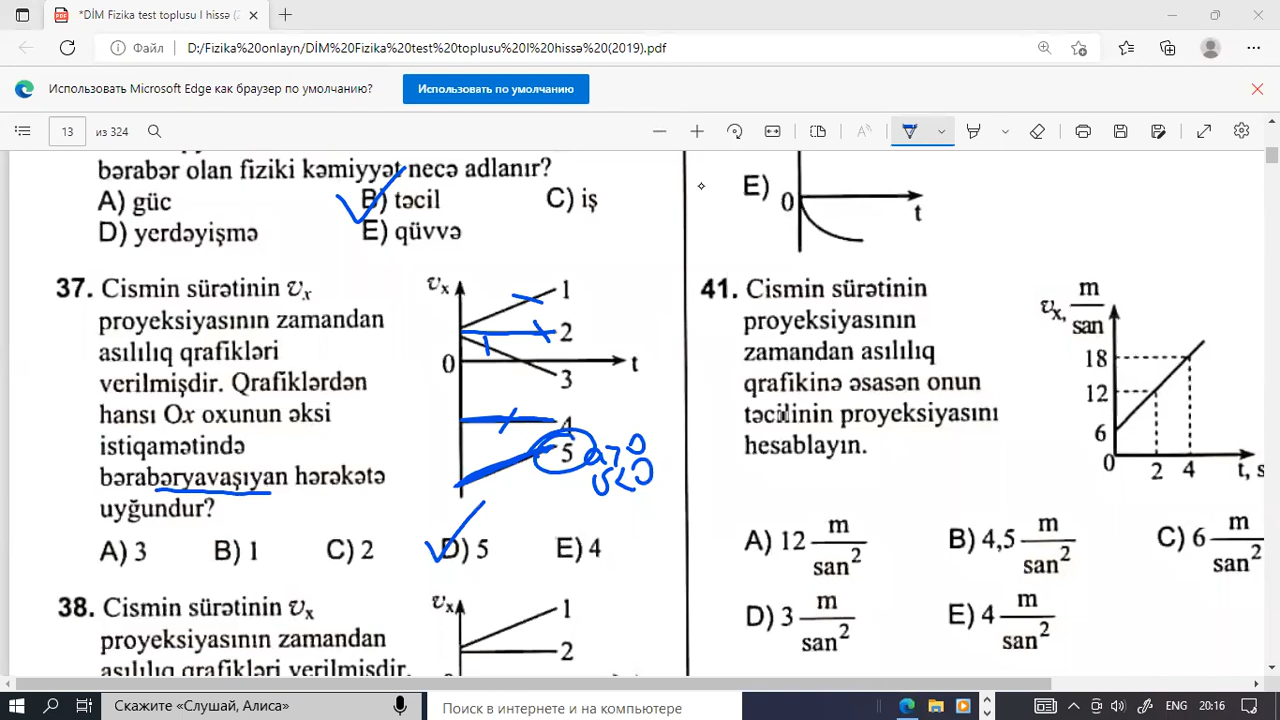 *DİM Fizika test toplusu I hissə (2
Файл
D:/Fizika%20onlayn/DİM%20Fizika%20test%20toplusu%20I%20hissə%20(2019).pdf
Использовать Microsoft Edge как браузер по умолчанию?
Использовать по умолчанию
13 из 324
bərabər olan fiziki kəmiyyət necə adlanır?
A) güc B) təcil C) iş
D) yerdəyişmə E) qüvvə
37. Cismin sürətinin υx
proyeksiyasının zamandan
asılılıq qrafikləri
verilmişdir. Qrafiklərdən
hansı Ox oxunun əksi
istiqamətində
bərabəryavaşıyan hərəkətə
uyğundur?
υx
1
2
0 t
3
4
5
a>0
υ<0
A) 3 B) 1 C) 2 D) 5 E) 4
38. Cismin sürətinin υx
proyeksiyasının zamandan
asılılıq qrafikləri verilmişdir.
υx
1
2
E) 0 t
41. Cismin sürətinin
proyeksiyasının
zamandan asılılıq
qrafikinə əsasən onun
təcilinin proyeksiyasını
hesablayın.
υx, m/san
18
12
6
0 2 4 t, s
A) 12 m/san² B) 4,5 m/san² C) 6 m/san²
D) 3 m/san² E) 4 m/san²
Скажите «Слушай, Алиса»
Поиск в интернете и на компьютере
ENG 20:16